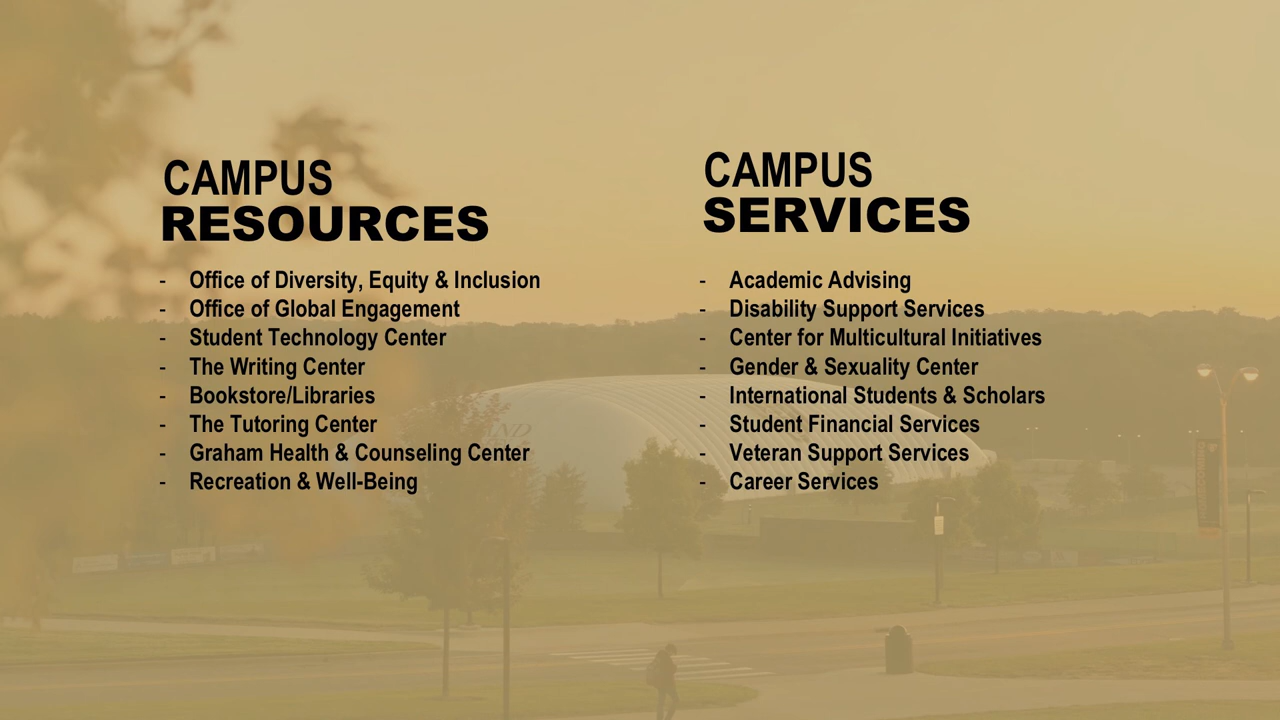 CAMPUS
RESOURCES
- Office of Diversity, Equity & Inclusion
- Office of Global Engagement
- Student Technology Center
- The Writing Center
- Bookstore/Libraries
- The Tutoring Center
- Graham Health & Counseling Center
- Recreation & Well-Being
CAMPUS
SERVICES
- Academic Advising
- Disability Support Services
- Center for Multicultural Initiatives
- Gender & Sexuality Center
- International Students & Scholars
- Student Financial Services
- Veteran Support Services
- Career Services